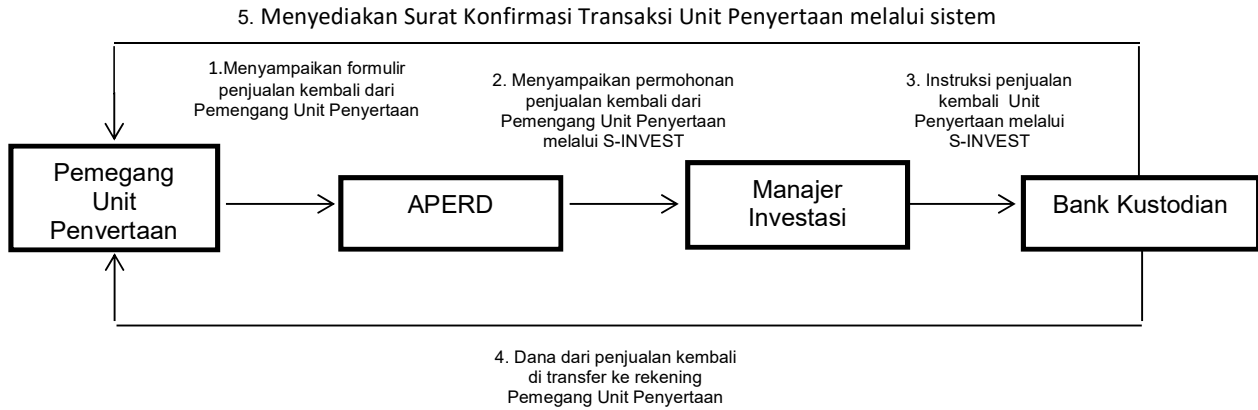 5. Menyediakan Surat Konfirmasi Transaksi Unit Penyertaan melalui sistem
1.Menyampaikan formulir
penjualan kembali dari
Pemengang Unit Penyertaan
2. Menyampaikan permohonan
penjualan kembali dari
Pemengang Unit Penyertaan
melalui S-INVEST
3. Instruksi penjualan
kembali Unit
Penyertaan melalui
S-INVEST
Pemegang
Unit
Penvertaan
APERD
Manajer
Investasi
Bank Kustodian
4. Dana dari penjualan kembali
di transfer ke rekening
Pemegang Unit Penyertaan